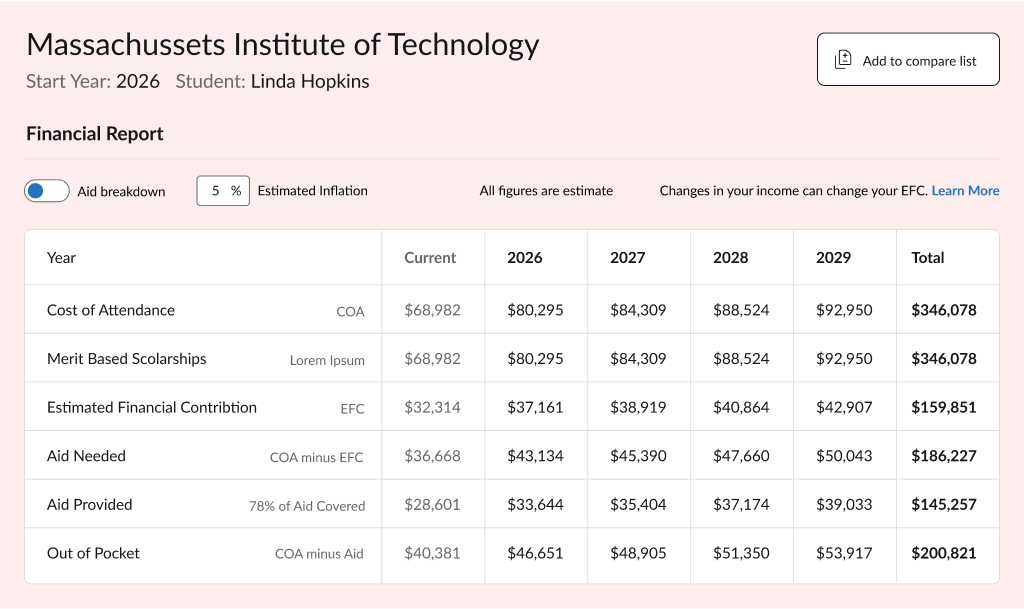 Massachussets Institute of Technology
Add to compare list
Start Year: 2026 Student: Linda Hopkins
Financial Report
Aid breakdown 5 % Estimated Inflation All figures are estimate Changes in your income can change your EFC. Learn More
Year Current 2026 2027 2028 2029 Total
Cost of Attendance COA $68,982 $80,295 $84,309 $88,524 $92,950 $346,078
Merit Based Scolarships Lorem Ipsum $68,982 $80,295 $84,309 $88,524 $92,950 $346,078
Estimated Financial Contribtion EFC $32,314 $37,161 $38,919 $40,864 $42,907 $159,851
Aid Needed COA minus EFC $36,668 $43,134 $45,390 $47,660 $50,043 $186,227
Aid Provided 78% of Aid Covered $28,601 $33,644 $35,404 $37,174 $39,033 $145,257
Out of Pocket COA minus Aid $40,381 $46,651 $48,905 $51,350 $53,917 $200,821